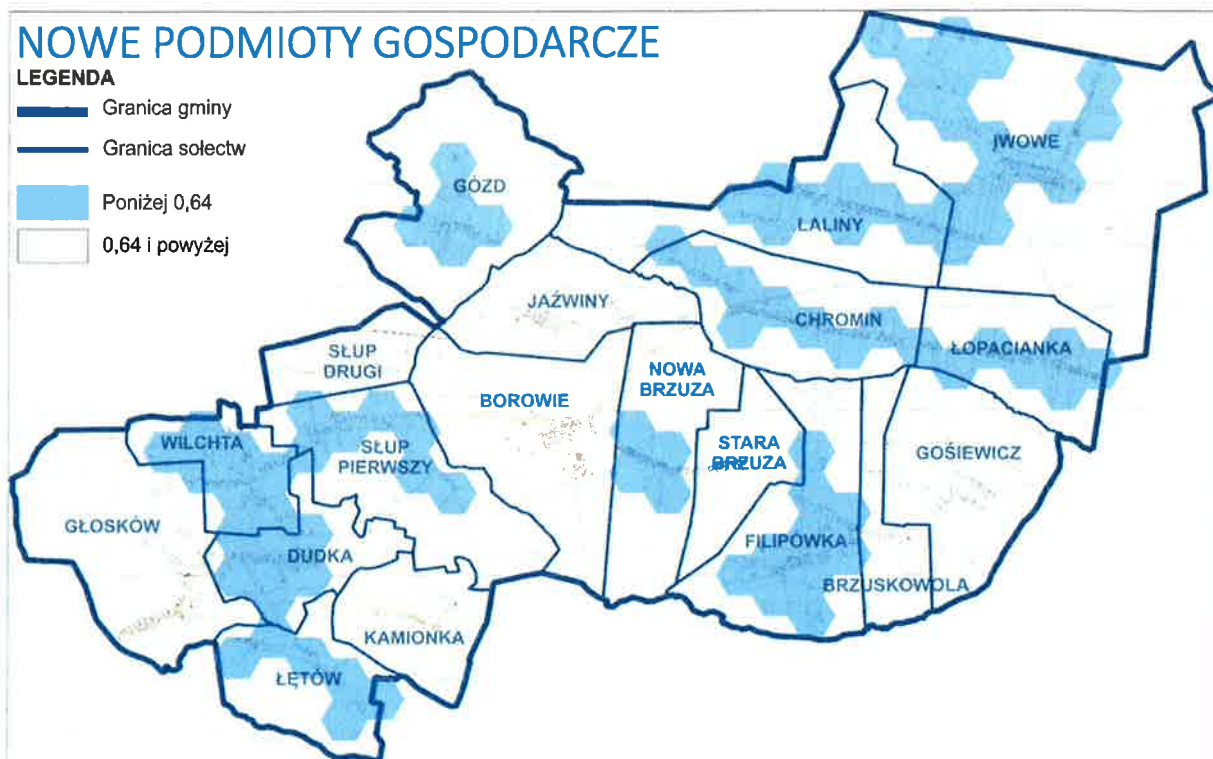 NOWE PODMIOTY GOSPODARCZE
LEGENDA
Granica gminy
Granica sołectw
Poniżej 0,64
0,64 i powyżej
IWOWE
GÓZD
ŁALINY
JAŹWINY
CHROMIN
SŁUP
DRUGI
ŁOPACIANKA
NOWA
BRZUZA
BOROWIE
WILCHTA
SŁUP
PIERWSZY
STARA
BRZUZA
GOŚIEWICZ
GŁOSKÓW
DUDKA
FILIPÓWKA
BRZUSKOWOLA
KAMIONKA
ŁĘTÓW